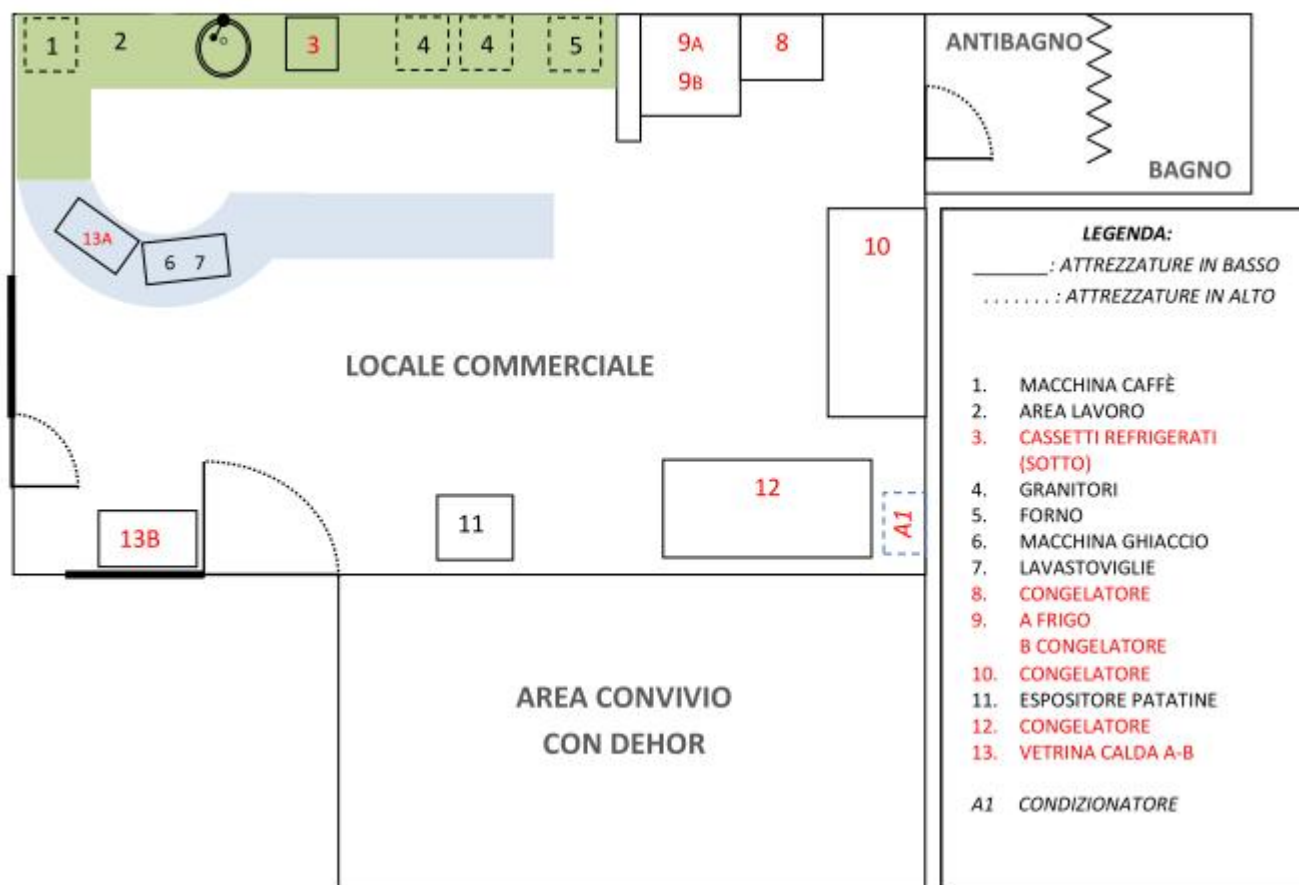 1
2
3
4
4
5
9A
9B
8
ANTIBAGNO
BAGNO
13A
6 7
10
LOCALE COMMERCIALE
13B
11
12
A1
AREA CONVIVIO
CON DEHOR
LEGENDA:
________: ATTREZZATURE IN BASSO
. . . . . . . : ATTREZZATURE IN ALTO
1. MACCHINA CAFFÈ
2. AREA LAVORO
3. CASSETTI REFRIGERATI
(SOTTO)
4. GRANITORI
5. FORNO
6. MACCHINA GHIACCIO
7. LAVASTOVIGLIE
8. CONGELATORE
9. A FRIGO
B CONGELATORE
10. CONGELATORE
11. ESPOSITORE PATATINE
12. CONGELATORE
13. VETRINA CALDA A-B
A1 CONDIZIONATORE